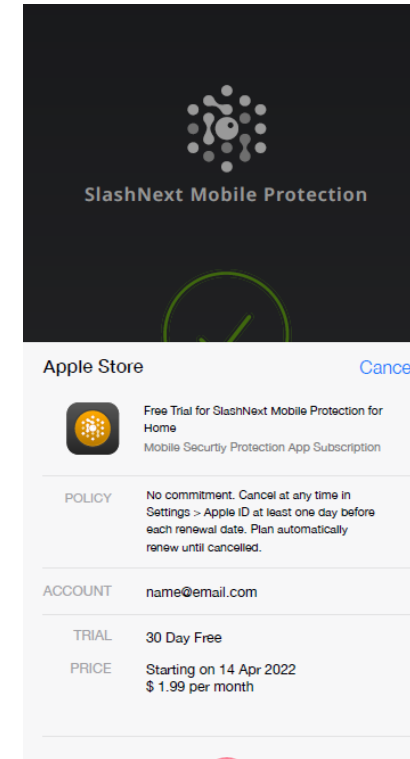 SlashNext Mobile Protection
Apple Store
Cancel
Free Trial for SlashNext Mobile Protection for
Home
Mobile Securtiy Protection App Subscription
POLICY
No commitment. Cancel at any time in
Settings > Apple ID at least one day before
each renewal date. Plan automatically
renew until cancelled.
ACCOUNT
name@email.com
TRIAL
30 Day Free
PRICE
Starting on 14 Apr 2022
$ 1.99 per month